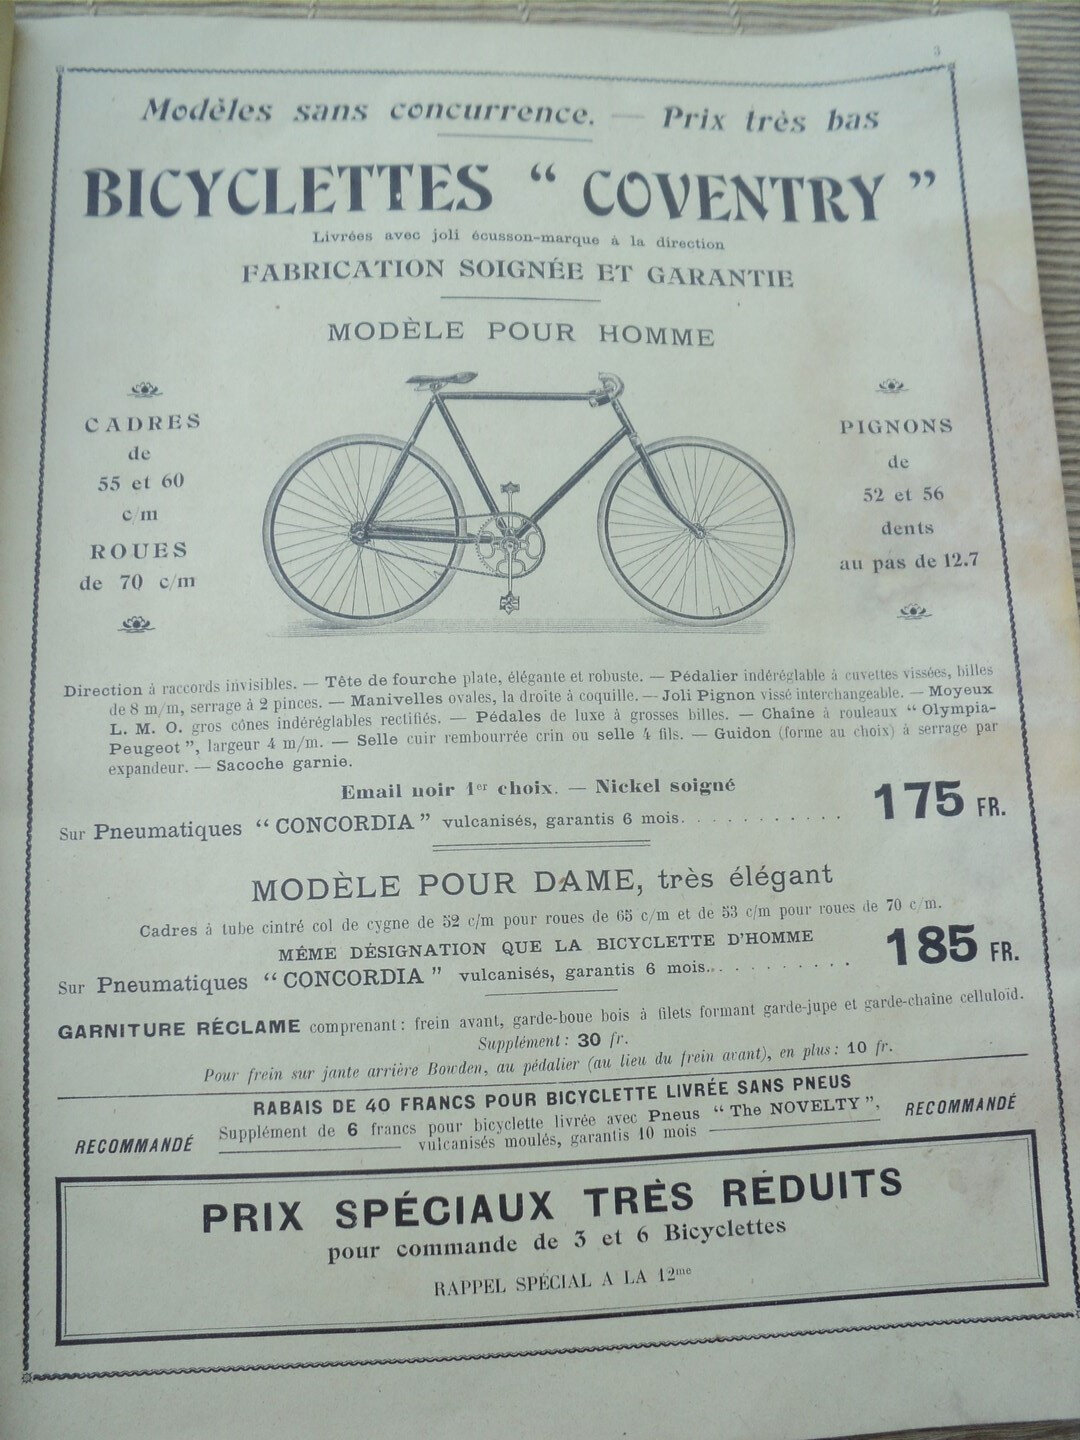 3
Modèles sans concurrence. — Prix très bas
BICYCLETTES “ COVENTRY ”
Livrées avec joli écusson-marque à la direction
FABRICATION SOIGNÉE ET GARANTIE
MODÈLE POUR HOMME
CADRES
de
55 et 60
c/m
ROUES
de 70 c/m
PIGNONS
de
52 et 56
dents
au pas de 12.7
Direction à raccords invisibles. — Tête de fourche plate, élégante et robuste. — Pédalier indéréglable à cuvettes vissées, billes
de 8 m/m, serrage à 2 pinces. — Manivelles ovales, la droite à coquille. — Joli Pignon vissé interchangeable. — Moyeux
L. M. O. gros cônes indéréglables rectifiés. — Pédales de luxe à grosses billes. — Chaîne à rouleaux “ Olympia-
Peugeot ”, largeur 4 m/m. — Selle cuir rembourrée crin ou selle 4 fils. — Guidon (forme au choix) à serrage par
expandeur. — Sacoche garnie.
Email noir 1er choix. — Nickel soigné
Sur Pneumatiques “ CONCORDIA ” vulcanisés, garantis 6 mois. . . . . . . . . . . 175 FR.
MODÈLE POUR DAME, très élégant
Cadres à tube cintré col de cygne de 52 c/m pour roues de 65 c/m et de 53 c/m pour roues de 70 c/m.
MÊME DÉSIGNATION QUE LA BICYCLETTE D'HOMME
Sur Pneumatiques “ CONCORDIA ” vulcanisés, garantis 6 mois. . . . . . . . . . 185 FR.
GARNITURE RÉCLAME comprenant : frein avant, garde-boue bois à filets formant garde-jupe et garde-chaîne celluloïd.
Supplément : 30 fr.
Pour frein sur jante arrière Bowden, au pédalier (au lieu du frein avant), en plus : 10 fr.
RABAIS DE 40 FRANCS POUR BICYCLETTE LIVRÉE SANS PNEUS
RECOMMANDÉ Supplément de 6 francs pour bicyclette livrée avec Pneus “ The NOVELTY ”, RECOMMANDÉ
vulcanisés moulés, garantis 10 mois
PRIX SPÉCIAUX TRÈS RÉDUITS
pour commande de 3 et 6 Bicyclettes
RAPPEL SPÉCIAL A LA 12me